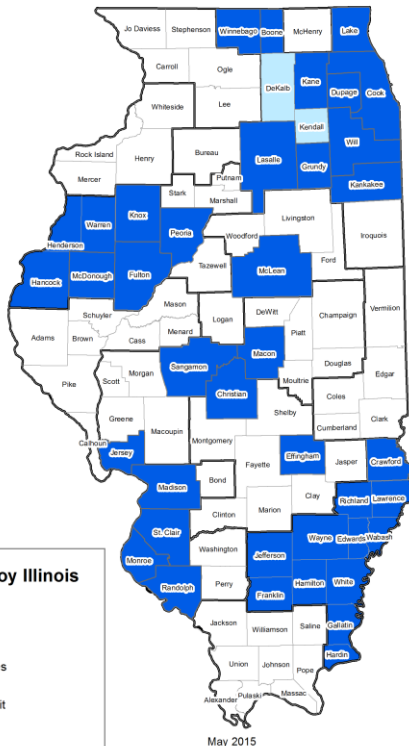 Jo Daviess
Stephenson
Winnebago
Boone
McHenry
Lake
Carroll
Ogle
DeKalb
Kane
Dupage
Cook
Whiteside
Lee
Kendall
Will
Rock Island
Henry
Bureau
Lasalle
Grundy
Mercer
Putnam
Kankakee
Stark
Marshall
Knox
Warren
Henderson
Peoria
Livingston
Woodford
Iroquois
Hancock
McDonough
Fulton
Tazewell
McLean
Ford
Mason
Schuyler
Logan
DeWitt
Champaign
Vermilion
Adams
Brown
Cass
Menard
Piatt
Macon
Sangamon
Douglas
Scott
Morgan
Christian
Moultrie
Edgar
Pike
Coles
Shelby
Greene
Macoupin
Cumberland
Clark
Montgomery
Calhoun
Jersey
Fayette
Effingham
Jasper
Crawford
Madison
Bond
Clay
Richland
Lawrence
Clinton
Marion
St. Clair
Wayne
Edwards
Wabash
Washington
Jefferson
Monroe
Randolph
Perry
Hamilton
White
Franklin
Jackson
Williamson
Saline
Gallatin
Hardin
Union
Johnson
Pope
Alexander
Pulaski
Massac
oy Illinois
s
it
May 2015